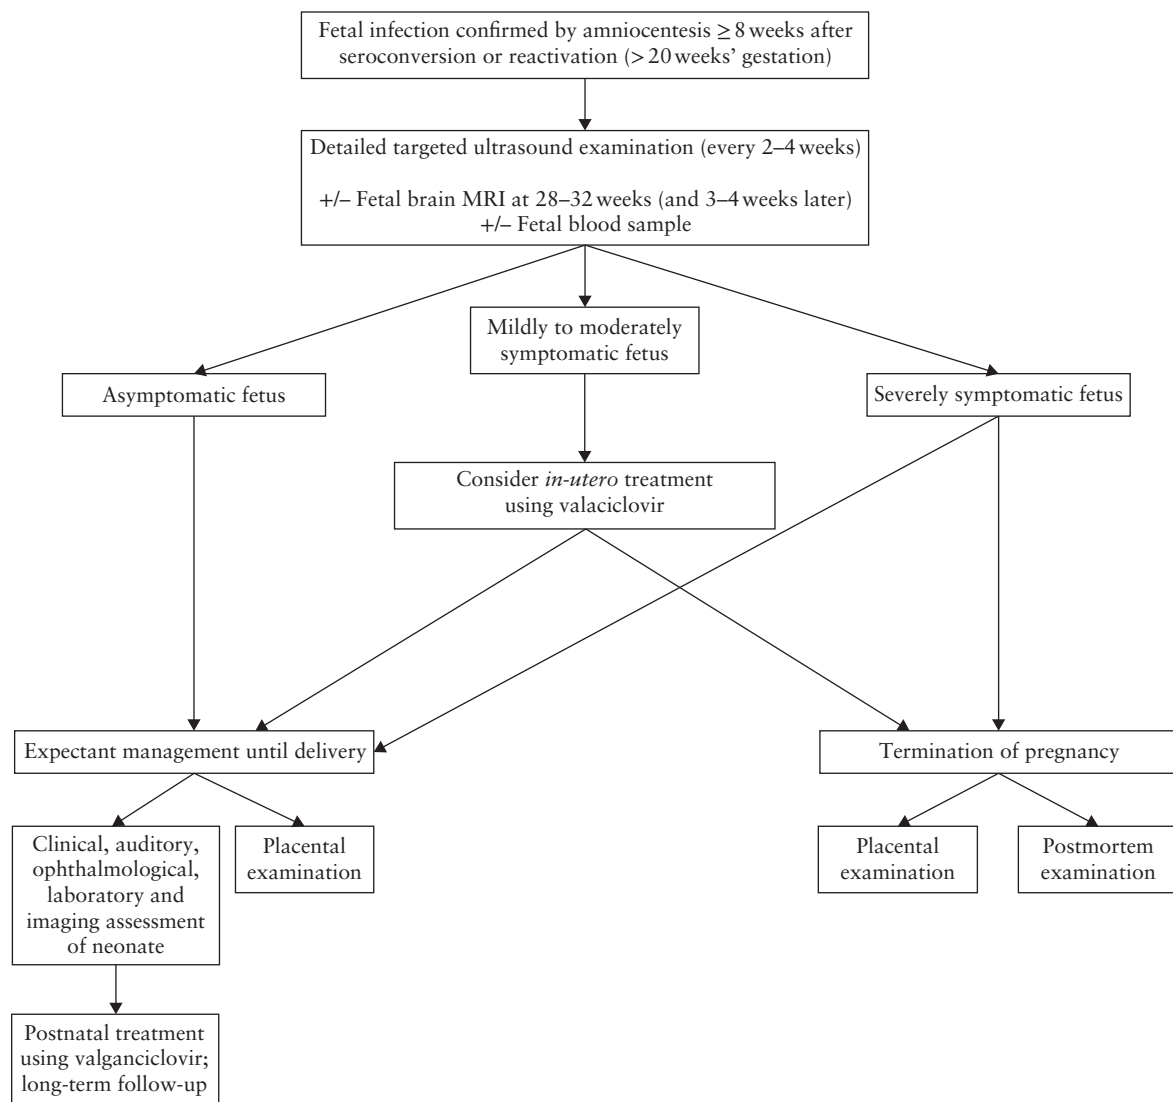 Fetal infection confirmed by amniocentesis ≥ 8 weeks after
seroconversion or reactivation (> 20 weeks’ gestation)
Detailed targeted ultrasound examination (every 2–4 weeks)
+/– Fetal brain MRI at 28–32 weeks (and 3–4 weeks later)
+/– Fetal blood sample
Mildly to moderately
symptomatic fetus
Asymptomatic fetus
Severely symptomatic fetus
Consider in-utero treatment
using valaciclovir
Expectant management until delivery
Termination of pregnancy
Clinical, auditory,
ophthalmological,
laboratory and
imaging assessment
of neonate
Placental
examination
Placental
examination
Postmortem
examination
Postnatal treatment
using valganciclovir;
long-term follow-up